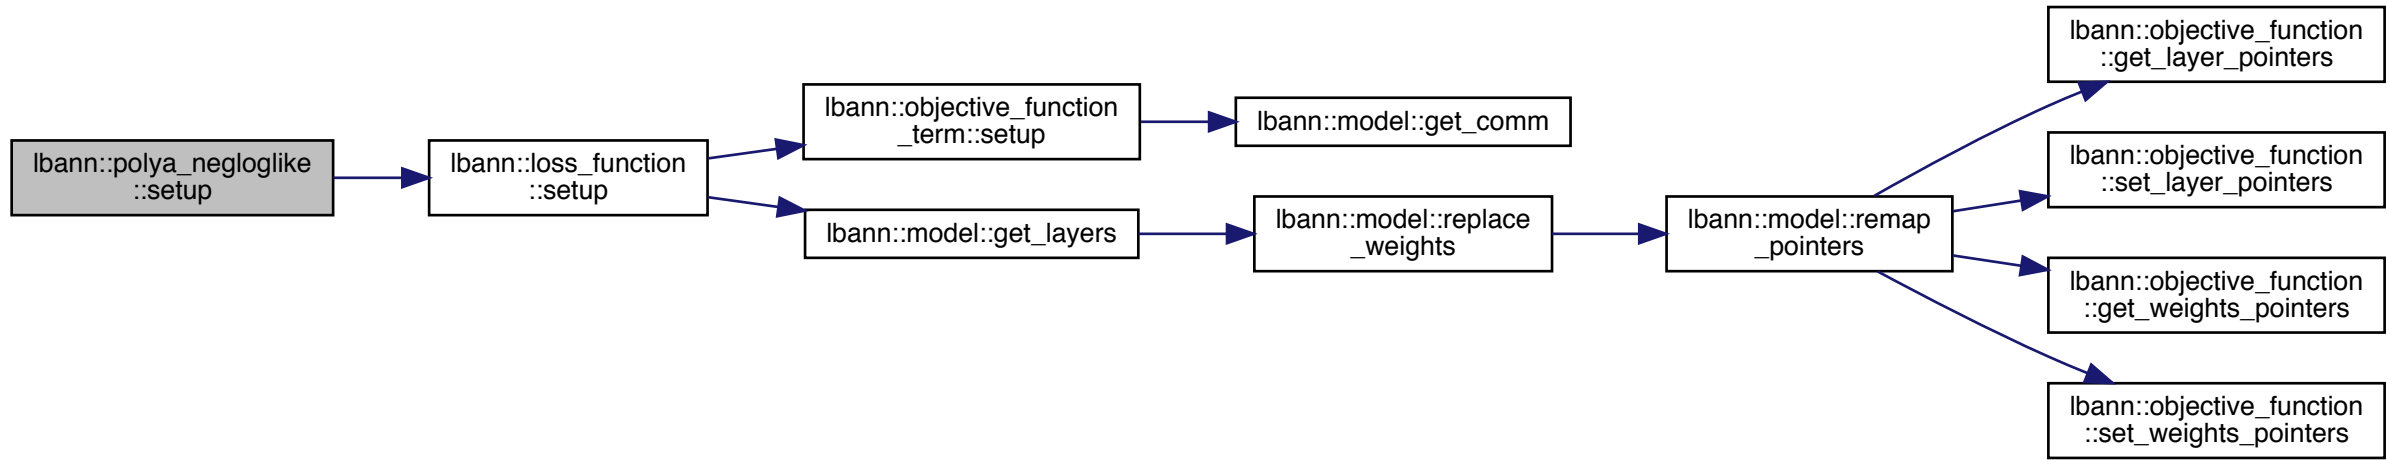 lbann::polya_negloglike
::setup
lbann::loss_function
::setup
lbann::objective_function
_term::setup
lbann::model::get_comm
lbann::model::get_layers
lbann::model::replace
_weights
lbann::model::remap
_pointers
lbann::objective_function
::get_layer_pointers
lbann::objective_function
::set_layer_pointers
lbann::objective_function
::get_weights_pointers
lbann::objective_function
::set_weights_pointers